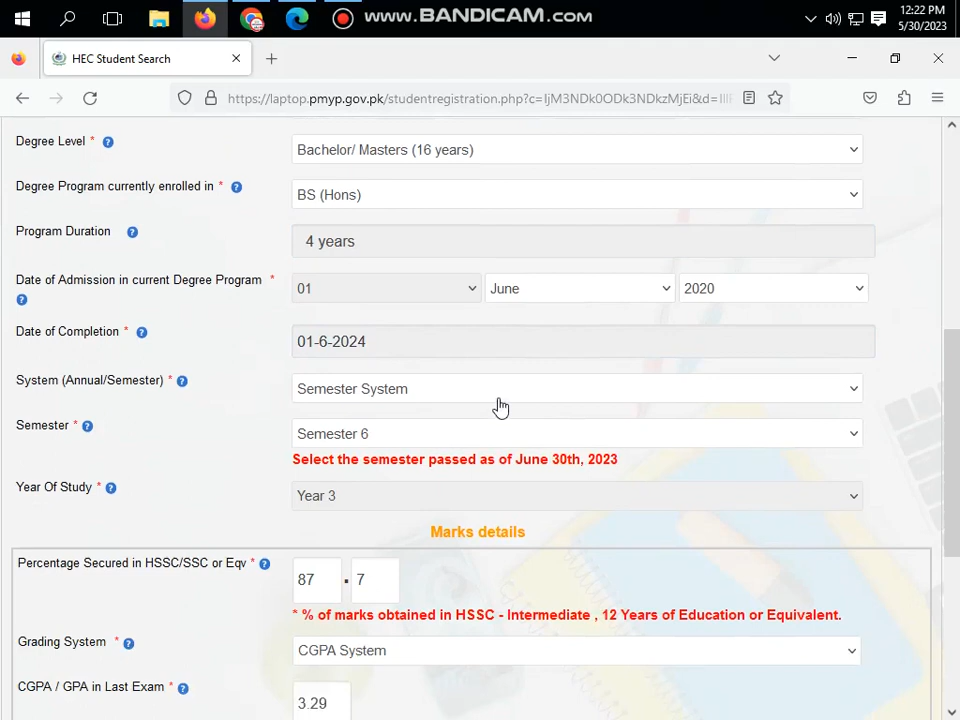 www.BANDICAM.com
12:22 PM
5/30/2023
HEC Student Search
https://laptop.pmyp.gov.pk/studentregistration.php?c=IjM3NDk0ODk3NDkzMjEi&d=IlI
Degree Level * ?
Bachelor/ Masters (16 years)
Degree Program currently enrolled in * ?
BS (Hons)
Program Duration ?
4 years
Date of Admission in current Degree Program *
?
01 June 2020
Date of Completion * ?
01-6-2024
System (Annual/Semester) * ?
Semester System
Semester * ?
Semester 6
Select the semester passed as of June 30th, 2023
Year Of Study * ?
Year 3
Marks details
Percentage Secured in HSSC/SSC or Eqv * ?
87 . 7
* % of marks obtained in HSSC - Intermediate , 12 Years of Education or Equivalent.
Grading System * ?
CGPA System
CGPA / GPA in Last Exam * ?
3.29